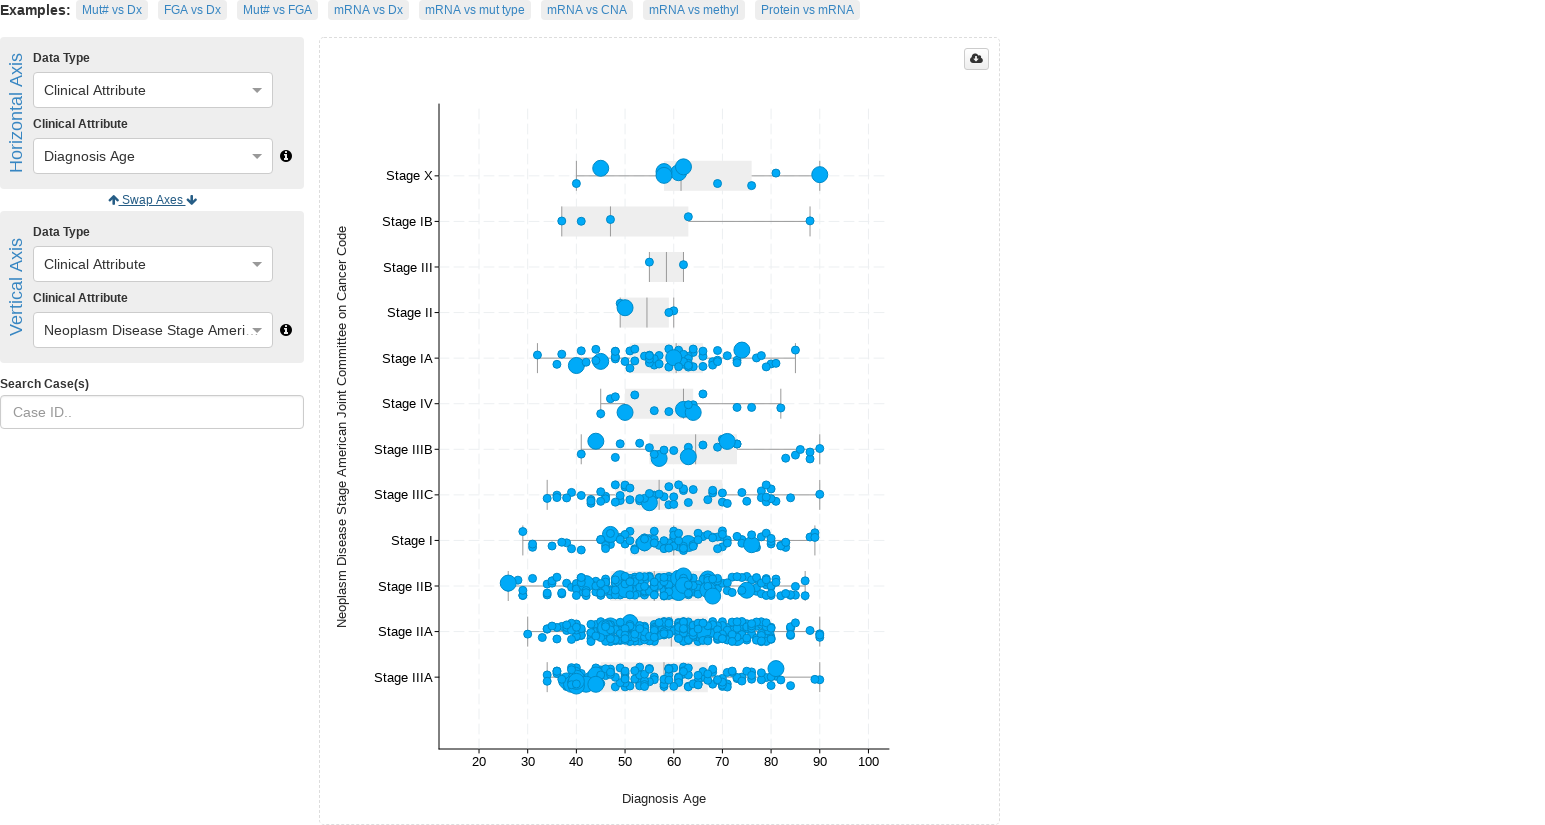 Examples: Mut# vs Dx FGA vs Dx Mut# vs FGA mRNA vs Dx mRNA vs mut type mRNA vs CNA mRNA vs methyl Protein vs mRNA
Horizontal Axis
Data Type
Clinical Attribute
Clinical Attribute
Diagnosis Age
Swap Axes
Vertical Axis
Data Type
Clinical Attribute
Clinical Attribute
Neoplasm Disease Stage Ameri...
Search Case(s)
Case ID..
Neoplasm Disease Stage American Joint Committee on Cancer Code
Stage X
Stage IB
Stage III
Stage II
Stage IA
Stage IV
Stage IIIB
Stage IIIC
Stage I
Stage IIB
Stage IIA
Stage IIIA
20 30 40 50 60 70 80 90 100
Diagnosis Age